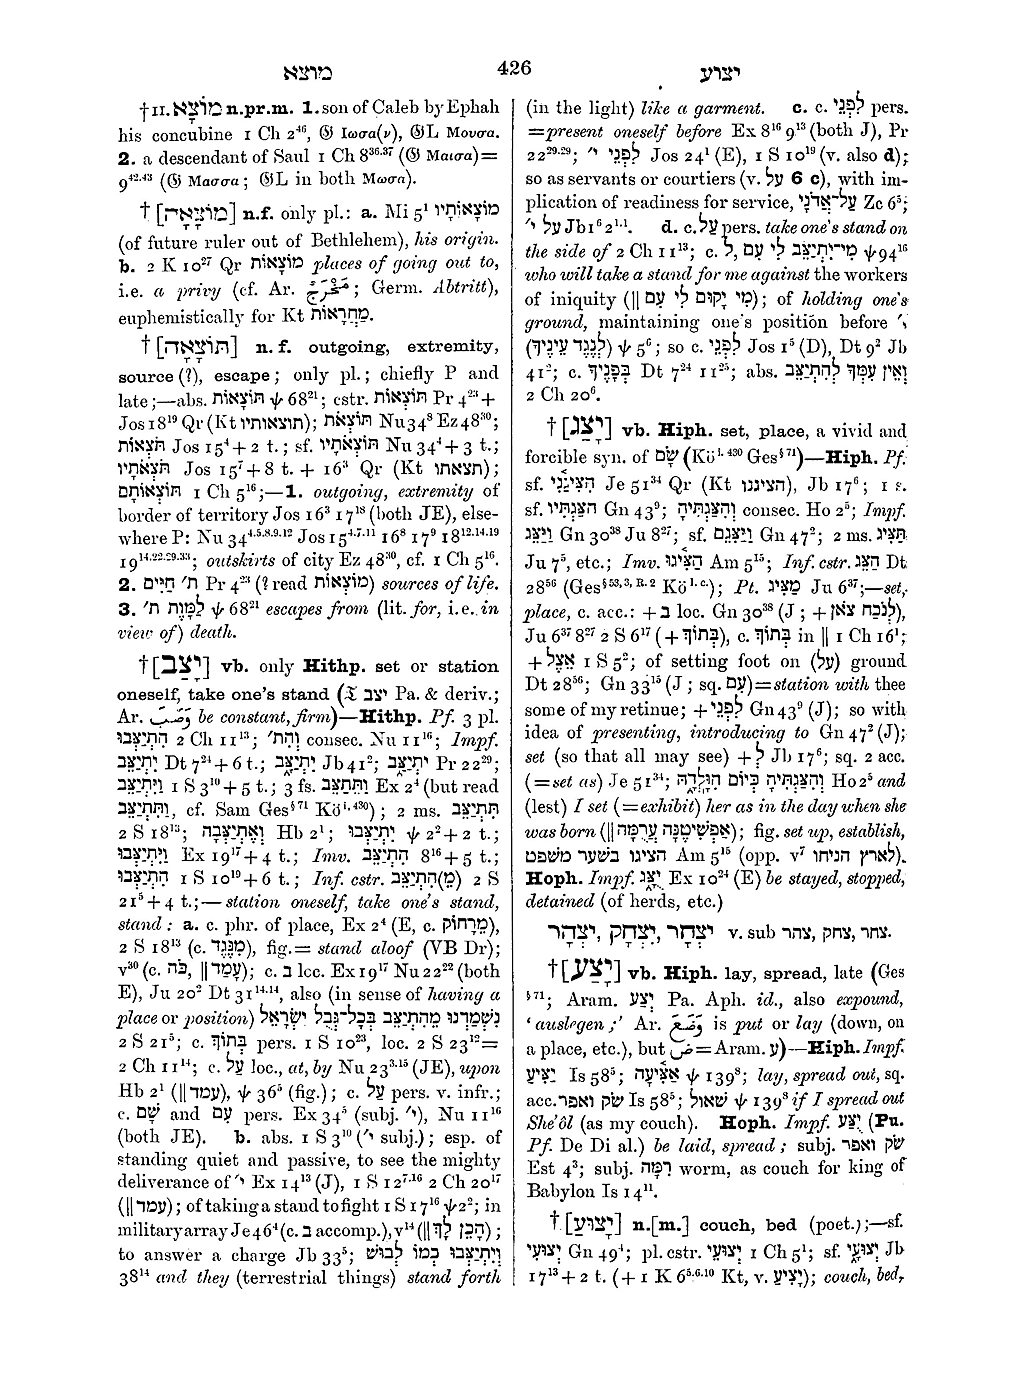 מוצא
426
יצוע
†II. מוֹצָא n.pr.m. 1. son of Caleb by Ephah
his concubine 1 Ch 2⁴⁶, 𝔊 Ιωσα(ν), 𝔊L Μουσα.
2. a descendant of Saul 1 Ch 8³⁶·³⁷ (𝔊 Μαισα)=
9⁴²·⁴³ (𝔊 Μασσα; 𝔊L in both Μωσα).
†[מוֹצָאָה] n.f. only pl.: a. Mi 5¹ מוֹצָאֹתָיו
(of future ruler out of Bethlehem), his origin.
b. 2 K 10²⁷ Qr מוֹצָאוֹת places of going out to,
i.e. a privy (cf. Ar. مَخْرَج; Germ. Abtritt),
euphemistically for Kt מַחֲרָאוֹת.
†[תּוֹצָאָה] n.f. outgoing, extremity,
source (?), escape; only pl.; chiefly P and
late;—abs. תּוֹצָאוֹת ψ 68²¹; cstr. תּוֹצְאוֹת Pr 4²³ +
Jos 18¹⁹ Qr (Kt תוצאותיו); תּוֹצְאֹת Nu 34⁸ Ez 48³⁰;
תֹּצְאוֹת Jos 15⁴ + 2 t.; sf. תּוֹצְאֹתָיו Nu 34⁴ + 3 t.;
תֹּצְאֹתָיו Jos 15⁷ + 8 t. + 16³ Qr (Kt תצאתו);
תּוֹצְאוֹתָם 1 Ch 5¹⁶;—1. outgoing, extremity of
border of territory Jos 16³ 17¹⁸ (both JE), else-
where P: Nu 34⁴·⁵·⁸·⁹·¹² Jos 15⁴·⁷·¹¹ 16⁸ 17⁹ 18¹²·¹⁴·¹⁹
19¹⁴·²²·²⁹·³³; outskirts of city Ez 48³⁰, cf. 1 Ch 5¹⁶.
2. ת׳ חַיִּים Pr 4²³ (? read מוֹצָאוֹת) sources of life.
3. לַמָּוֶת ת׳ ψ 68²¹ escapes from (lit. for, i.e. in
view of) death.
†[יָצַב] vb. only Hithp. set or station
oneself, take one's stand (𝔗 יצב Pa. & deriv.;
Ar. وَصَبَ be constant, firm)—Hithp. Pf. 3 pl.
הִתְיַצְּבוּ 2 Ch 11¹³; וְהִת׳ consec. Nu 11¹⁶; Impf.
יִתְיַצֵּב Dt 7²⁴ + 6 t.; יִתְיַצָּב Jb 41²; יִתְיַצֵּב Pr 22²⁹;
וַיִּתְיַצֵּב 1 S 3¹⁰ + 5 t.; 3 fs. וַתֵּתַצַּב Ex 2⁴ (but read
וַתִּתְיַצֵּב, cf. Sam Ges§ 71 Kö i. 430); 2 ms. תִּתְיַצֵּב
2 S 18¹³; וְאֶתְיַצְּבָה Hb 2¹; יִתְיַצְּבוּ ψ 2² + 2 t.;
וַיִּתְיַצְּבוּ Ex 19¹⁷ + 4 t.; Imv. הִתְיַצֵּב 8¹⁶ + 5 t.;
הִתְיַצְּבוּ 1 S 10¹⁹ + 6 t.; Inf. cstr. (מֵ)הִתְיַצֵּב 2 S
21⁵ + 4 t.;—station oneself, take one's stand,
stand: a. c. phr. of place, Ex 2⁴ (E, c. מֵרָחוֹק),
2 S 18¹³ (c. מִנֶּגֶד), fig.= stand aloof (VB Dr);
v³⁰ (c. כֹּה, ‖ עָמַד); c. בְּ loc. Ex 19¹⁷ Nu 22²² (both
E), Ju 20² Dt 31¹⁴·¹⁴, also (in sense of having a
place or position) נִשְׁמַדְנוּ מֵהִתְיַצֵּב בְּכָל־גְּבֻל יִשְׂרָאֵל
2 S 21⁵; c. בְּתוֹךְ pers. 1 S 10²³, loc. 2 S 23¹²=
2 Ch 11¹⁴; c. עַל loc., at, by Nu 23³·¹⁵ (JE), upon
Hb 2¹ (‖ עמד), ψ 36⁵ (fig.); c. עַל pers. v. infr.;
c. שָׁם and עִם pers. Ex 34⁵ (subj. י׳), Nu 11¹⁶
(both JE). b. abs. 1 S 3¹⁰ (י׳ subj.); esp. of
standing quiet and passive, to see the mighty
deliverance of י׳ Ex 14¹³ (J), 1 S 12⁷·¹⁶ 2 Ch 20¹⁷
(‖ עמד); of taking a stand to fight 1 S 17¹⁶ ψ 2²; in
military array Je 46⁴ (c. בְּ accomp.), v¹⁴ (‖ הָכֵן לָךְ);
to answer a charge Jb 33⁵; וְיִתְיַצְּבוּ כְּמוֹ לְבוּשׁ
38¹⁴ and they (terrestrial things) stand forth
(in the light) like a garment. c. c. לִפְנֵי pers.
=present oneself before Ex 8¹⁶ 9¹³ (both J), Pr
22²⁹·²⁹; לִפְנֵי י׳ Jos 24¹ (E), 1 S 10¹⁹ (v. also d);
so as servants or courtiers (v. עַל 6 c), with im-
plication of readiness for service, עַל־אֲדֹנֵי Zc 6⁵;
עַל י׳ Jb 1⁶ 2¹·¹. d. c. עַל pers. take one's stand on
the side of 2 Ch 11¹³; c. לְ, עִם מִי־יִתְיַצֵּב לִי ψ 94¹⁶
who will take a stand for me against the workers
of iniquity (‖ מִי יָקוּם לִי עִם); of holding one's
ground, maintaining one's position before י׳
(לְנֶגֶד עֵינֶיךָ) ψ 5⁶; so c. לִפְנֵי Jos 1⁵ (D), Dt 9² Jb
41²; c. בְּפָנֶיךָ Dt 7²⁴ 11²⁵; abs. וְאֵין עִמְּךָ לְהִתְיַצֵּב
2 Ch 20⁶.
†[יָצַג] vb. Hiph. set, place, a vivid and
forcible syn. of שִׂם (Kö i. 430 Ges§ 71)—Hiph. Pf.
sf. הִצִּיגַנִי Je 51³⁴ Qr (Kt הציגנו), Jb 17⁶; 1 s.
sf. הִצַּגְתִּיו Gn 43⁹; וְהִצַּגְתִּיהָ consec. Ho 2⁵; Impf.
וַיַּצֵּג Gn 30³⁸ Ju 8²⁷; sf. וַיַּצִּגֵם Gn 47²; 2 ms. תַּצִּיג
Ju 7⁵, etc.; Imv. הַצִּיגוּ Am 5¹⁵; Inf. cstr. הַצֵּג Dt
28⁵⁶ (Ges§ 53, 3, R. 2 Kö l. c.); Pt. מַצִּיג Ju 6³⁷;—set,
place, c. acc.: + בְּ loc. Gn 30³⁸ (J; + לְנֹכַח צֹאן),
Ju 6³⁷ 8²⁷ 2 S 6¹⁷ (+ בְּתוֹךְ), c. בְּתוֹךְ in ‖ 1 Ch 16¹;
+ אֵצֶל 1 S 5²; of setting foot on (עַל) ground
Dt 28⁵⁶; Gn 33¹⁵ (J; sq. עִם)=station with thee
some of my retinue; + לִפְנֵי Gn 43⁹ (J); so with
idea of presenting, introducing to Gn 47² (J);
set (so that all may see) + לְ Jb 17⁶; sq. 2 acc.
(=set as) Je 51³⁴; וְהִצַּגְתִּיהָ כְּיוֹם הִוָּלְדָהּ Ho 2⁵ and
(lest) I set (=exhibit) her as in the day when she
was born (‖ אַפְשִׁיטֶנָּה עֲרֻמָּה); fig. set up, establish,
הציגו בשער משפט Am 5¹⁵ (opp. v⁷ לארץ הניחו).
Hoph. Impf. יֻצַּג Ex 10²⁴ (E) be stayed, stopped,
detained (of herds, etc.)
יִצְהָר, יִצְחָק, יִצְחָר v. sub צהר, צחק, צחר.
†[יָצַע] vb. Hiph. lay, spread, late (Ges
§ 71; Aram. יְצַע Pa. Aph. id., also expound,
‘auslegen;’ Ar. وَضَعَ is put or lay (down, on
a place, etc.), but ض=Aram. ע)—Hiph. Impf.
יַצִּיעַ Is 58⁵; אַצִּיעָה ψ 139⁸; lay, spread out, sq.
acc. שַׂק ואפר Is 58⁵; שׁאוֹל ψ 139⁸ if I spread out
She'ôl (as my couch). Hoph. Impf. יֻצַּע (Pu.
Pf. De Di al.) be laid, spread; subj. שַׂק ואפר
Est 4³; subj. רִמָּה worm, as couch for king of
Babylon Is 14¹¹.
†[יָצוּעַ] n.[m.] couch, bed (poet.);—sf.
יְצוּעִי Gn 49⁴; pl. cstr. יְצוּעֵי 1 Ch 5¹; sf. יְצוּעָי Jb
17¹³ + 2 t. (+ 1 K 6⁵·⁶·¹⁰ Kt, v. יָצִיעַ); couch, bed,